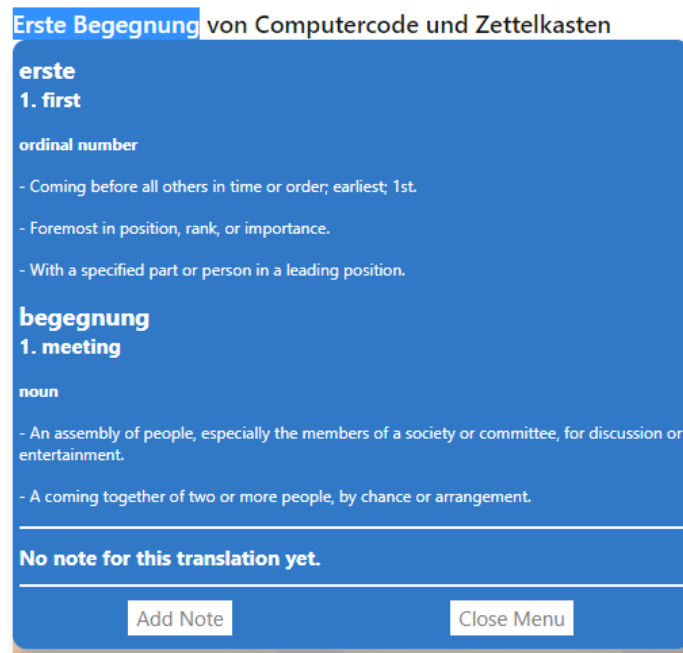 Erste Begegnung von Computercode und Zettelkasten
erste
1. first
ordinal number
- Coming before all others in time or order; earliest; 1st.
- Foremost in position, rank, or importance.
- With a specified part or person in a leading position.
begegnung
1. meeting
noun
- An assembly of people, especially the members of a society or committee, for discussion or
entertainment.
- A coming together of two or more people, by chance or arrangement.
No note for this translation yet.
Add Note
Close Menu